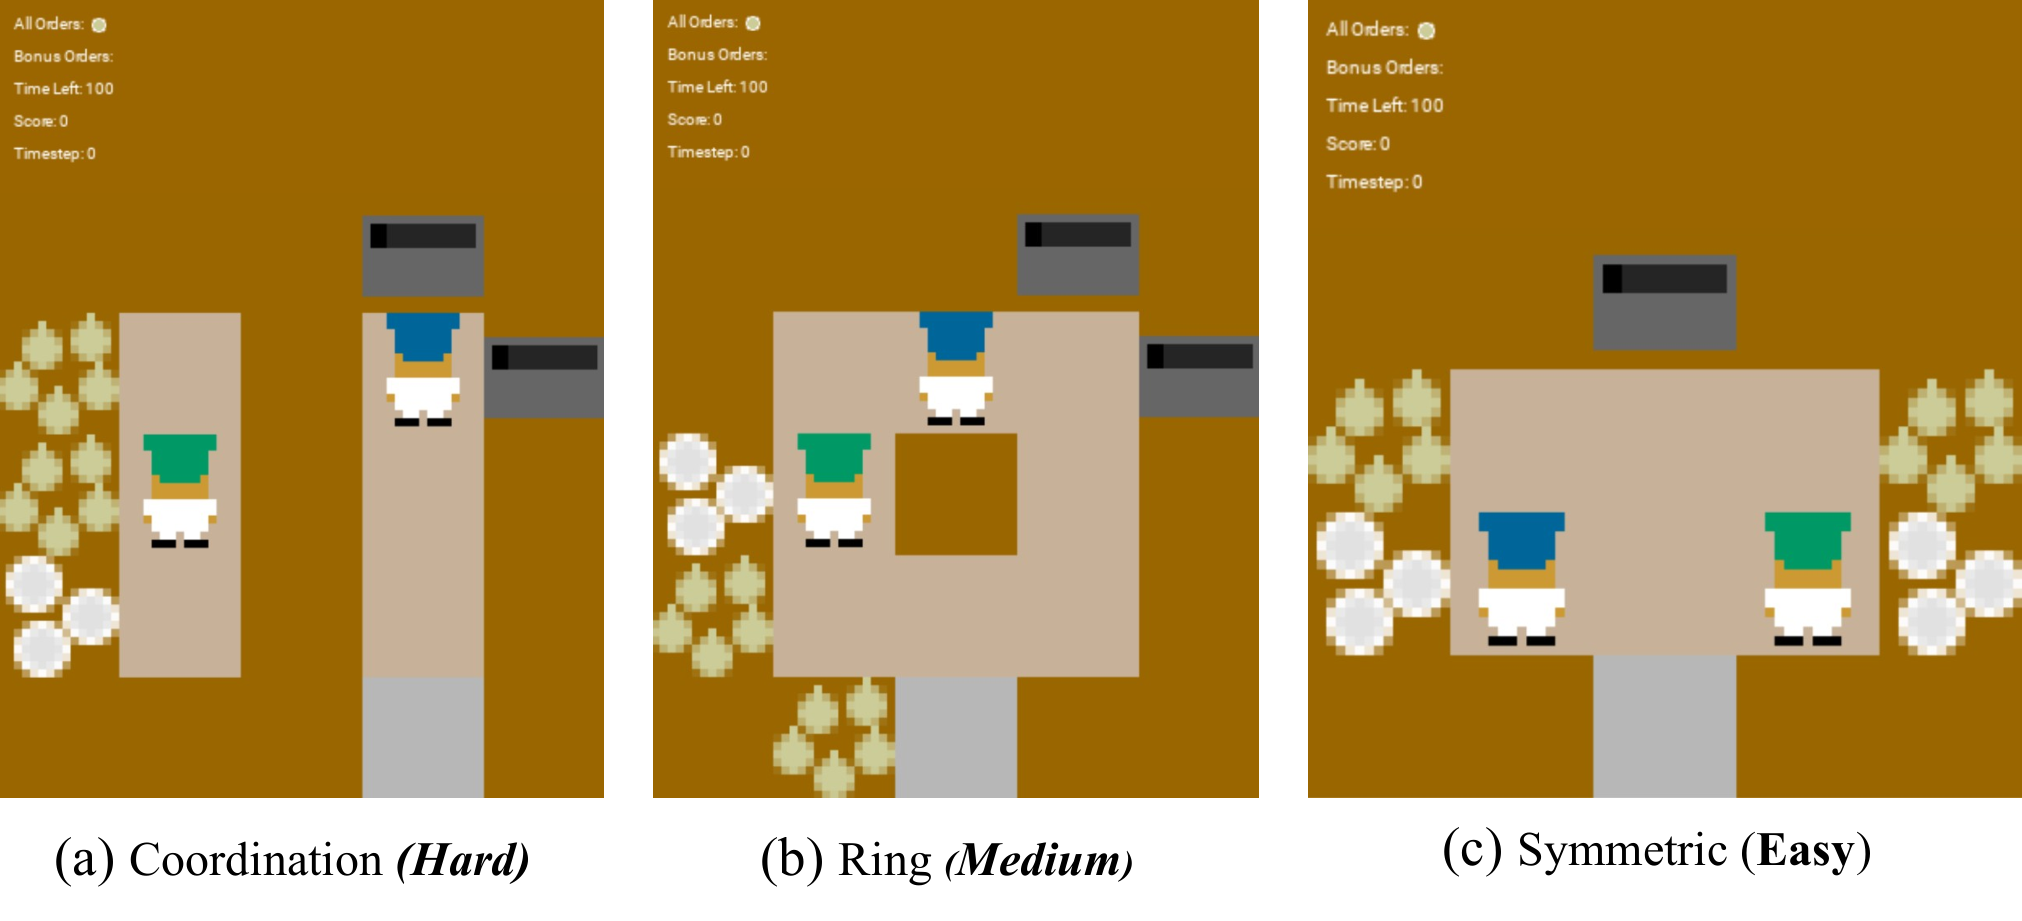 All Orders:
Bonus Orders:
Time Left: 100
Score: 0
Timestep: 0
All Orders:
Bonus Orders:
Time Left: 100
Score: 0
Timestep: 0
All Orders:
Bonus Orders:
Time Left: 100
Score: 0
Timestep: 0
(a) Coordination (Hard)
(b) Ring (Medium)
(c) Symmetric (Easy)